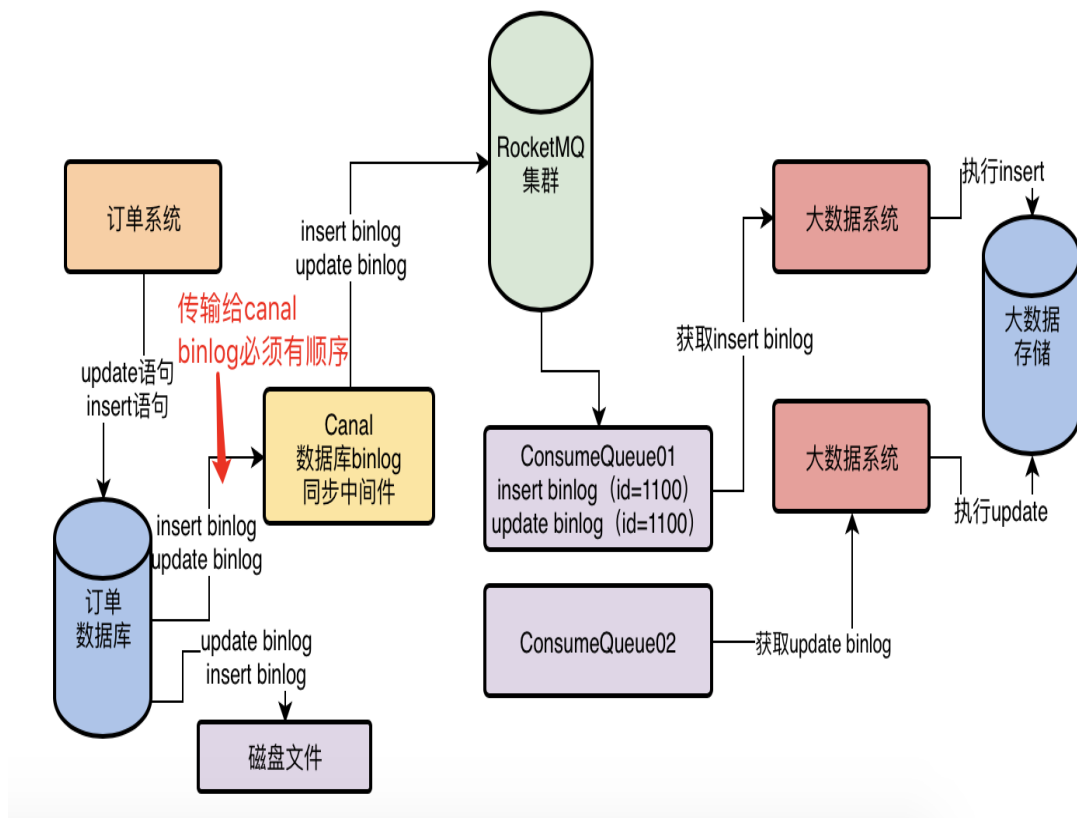 RocketMQ
集群
订单系统
执行insert
大数据系统
insert binlog
update binlog
传输给canal
binlog必须有顺序
获取insert binlog
大数据
存储
update语句
insert语句
Canal
数据库binlog
同步中间件
ConsumeQueue01
insert binlog（id=1100）
update binlog（id=1100）
大数据系统
执行update
insert binlog
update binlog
订单
数据库
update binlog
insert binlog
ConsumeQueue02
获取update binlog
磁盘文件